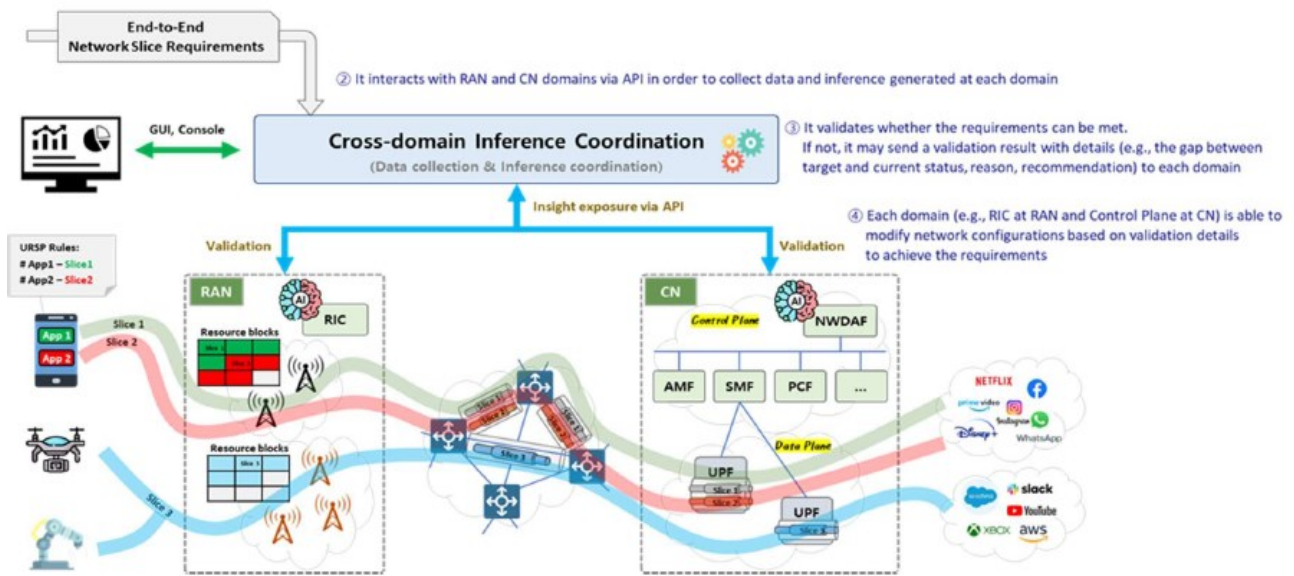 End-to-End
Network Slice Requirements
② It interacts with RAN and CN domains via API in order to collect data and inference generated at each domain
GUI, Console
Cross-domain Inference Coordination
(Data collection & Inference coordination)
③ It validates whether the requirements can be met.
If not, it may send a validation result with details (e.g., the gap between
target and current status, reason, recommendation) to each domain
Insight exposure via API
④ Each domain (e.g., RIC at RAN and Control Plane at CN) is able to
modify network configurations based on validation details
to achieve the requirements
Validation
Validation
URSP Rules:
# App1 – Slice1
# App2 – Slice2
RAN
AI
RIC
CN
Control Plane
AI
NWDAF
App 1
App 2
Slice 1
Slice 2
Resource blocks
Slice 1
AMF
SMF
PCF
...
NETFLIX
prime video
Instagram
Disney+
WhatsApp
Slice 1
Slice 2
Slice 1
Slice 2
Slice 3
Data Plane
Resource blocks
Slice 3
Slice 3
UPF
Slice 1
Slice 2
UPF
Slice 3
slack
YouTube
XBOX
aws